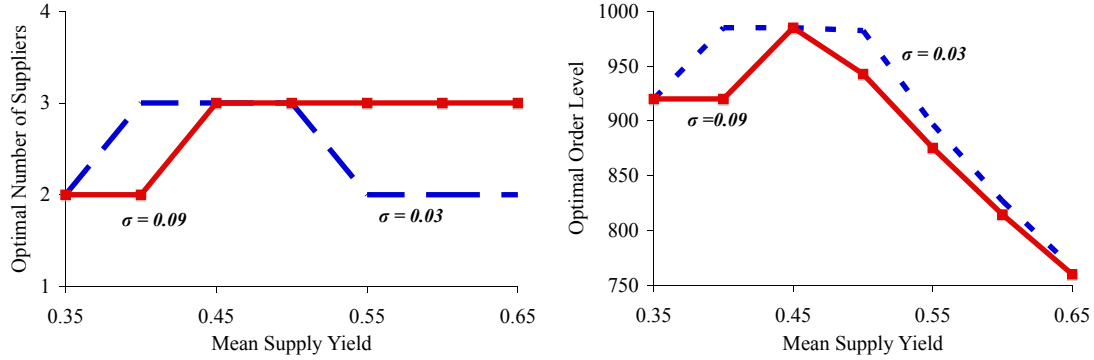 Optimal Number of Suppliers
4
3
2
1
σ = 0.09
σ = 0.03
0.35
0.45
0.55
0.65
Mean Supply Yield
Optimal Order Level
1000
950
900
850
800
750
σ = 0.03
σ =0.09
0.35
0.45
0.55
0.65
Mean Supply Yield